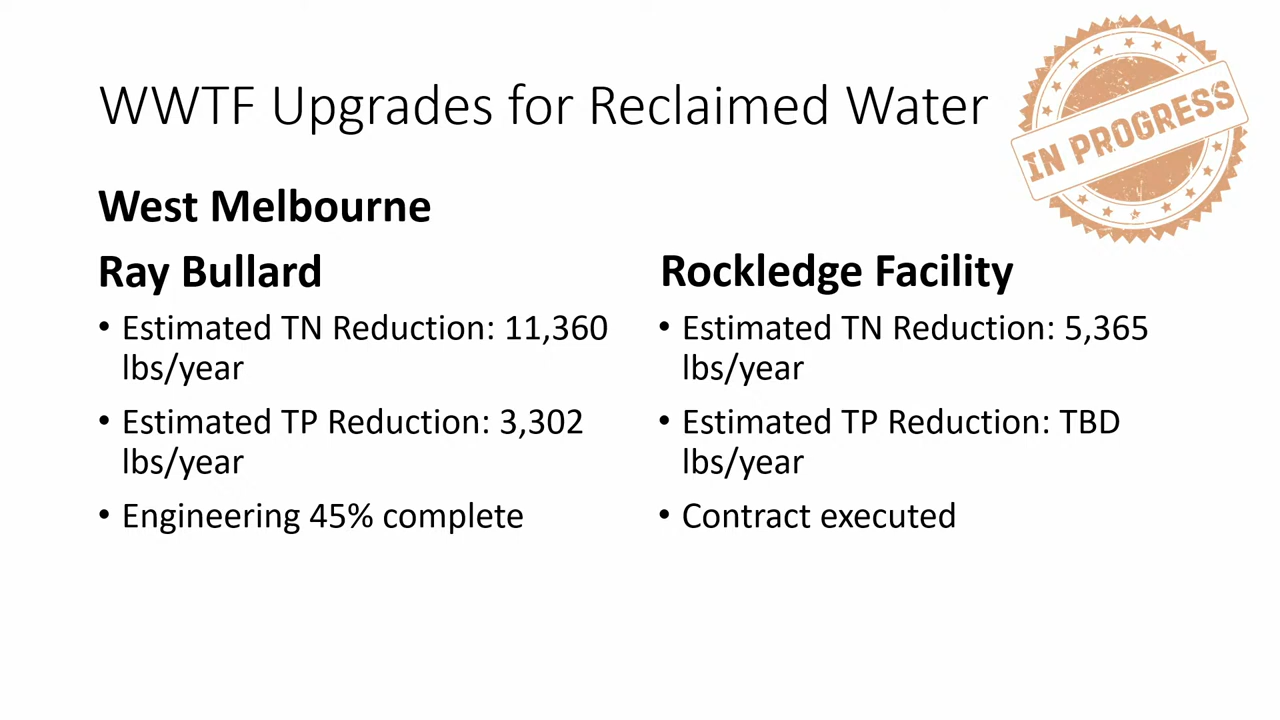 WWTF Upgrades for Reclaimed Water
IN PROGRESS
West Melbourne
Ray Bullard
• Estimated TN Reduction: 11,360
lbs/year
• Estimated TP Reduction: 3,302
lbs/year
• Engineering 45% complete
Rockledge Facility
• Estimated TN Reduction: 5,365
lbs/year
• Estimated TP Reduction: TBD
lbs/year
• Contract executed